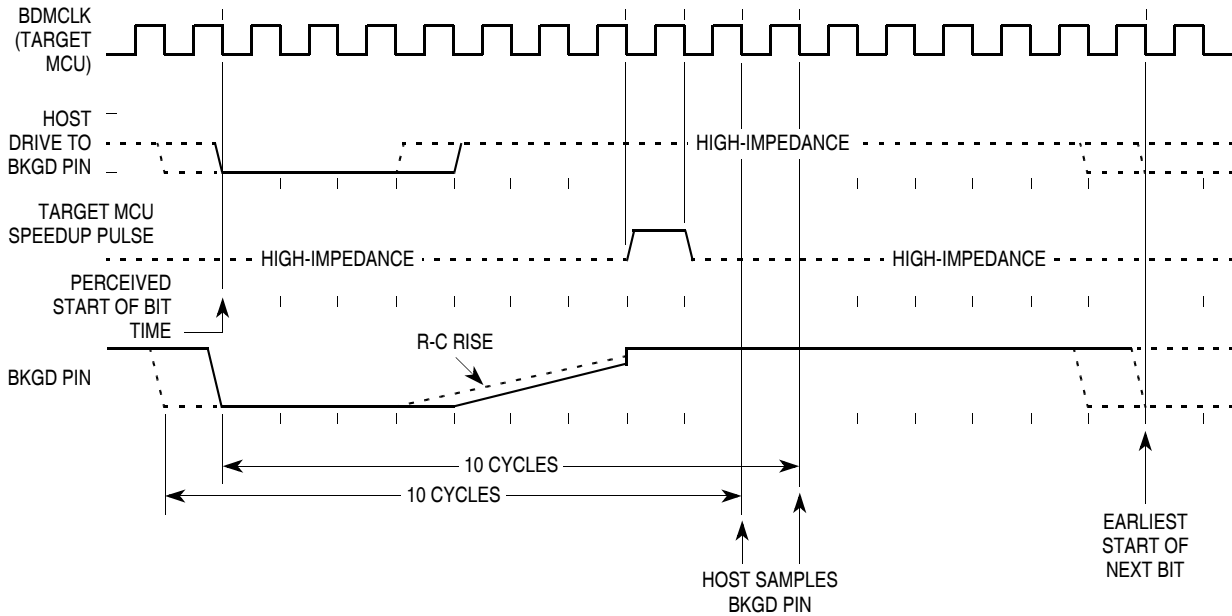 BDMCLK
(TARGET
MCU)
HOST
DRIVE TO
BKGD PIN
HIGH-IMPEDANCE
TARGET MCU
SPEEDUP PULSE
HIGH-IMPEDANCE
HIGH-IMPEDANCE
PERCEIVED
START OF BIT
TIME
R-C RISE
BKGD PIN
10 CYCLES
10 CYCLES
HOST SAMPLES
BKGD PIN
EARLIEST
START OF
NEXT BIT